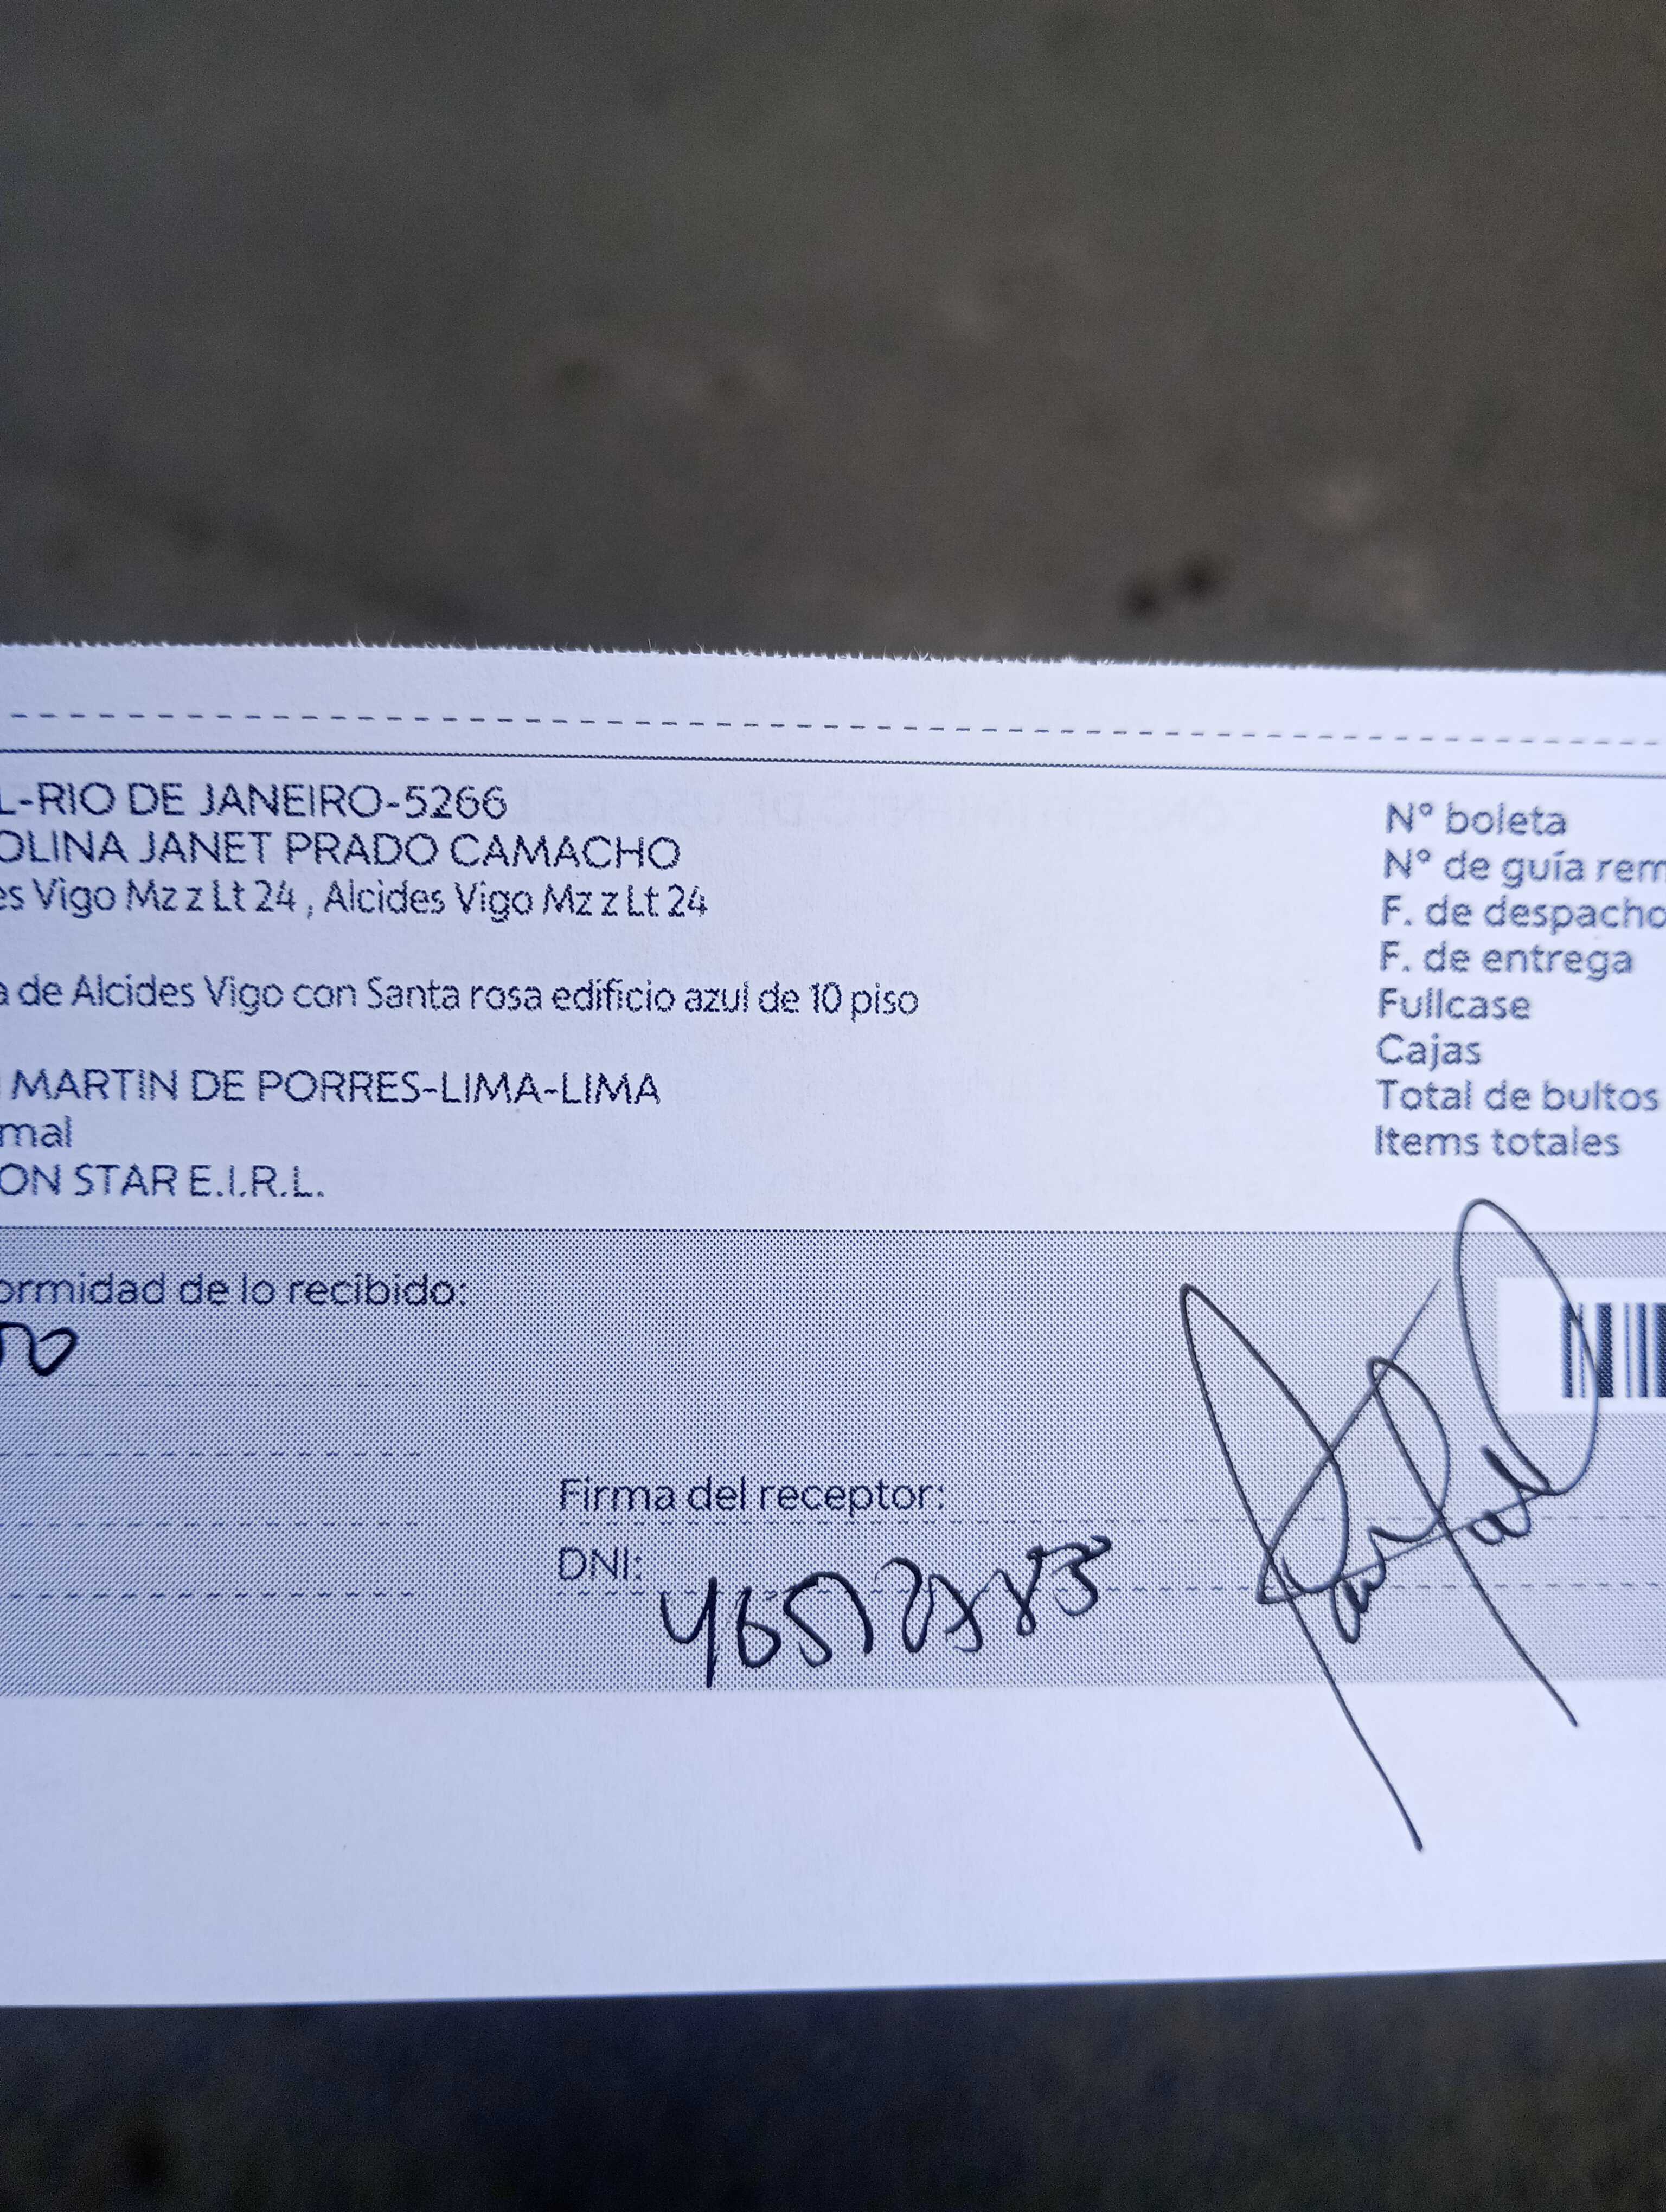 L-RIO DE JANEIRO-5266
OLINA JANET PRADO CAMACHO
es Vigo Mz z Lt 24 , Alcides Vigo Mz z Lt 24
a de Alcides Vigo con Santa rosa edificio azul de 10 piso
MARTIN DE PORRES-LIMA-LIMA
mal
ON STAR E.I.R.L.
Nº boleta
Nº de guía rem
F. de despacho
F. de entrega
Fullcase
Cajas
Total de bultos
Items totales
ormidad de lo recibido:
Firma del receptor:
DNI: